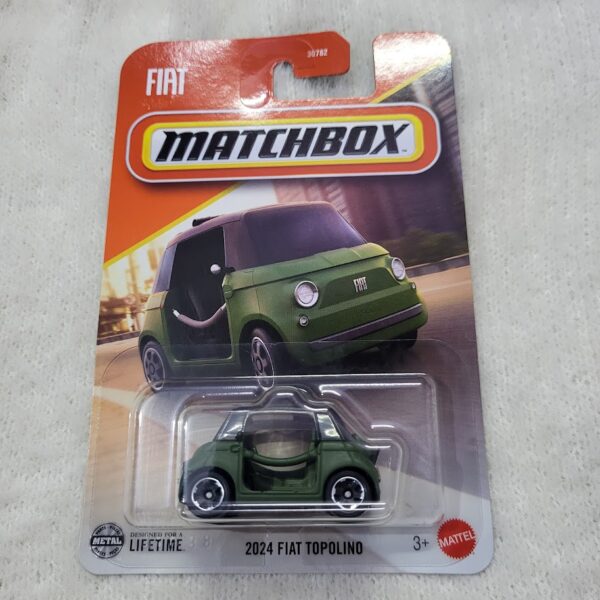 30782
FIAT
MATCHBOX
FIAT
METAL
DESIGNED FOR A
LIFETIME
2024 FIAT TOPOLINO
3+
MATTEL